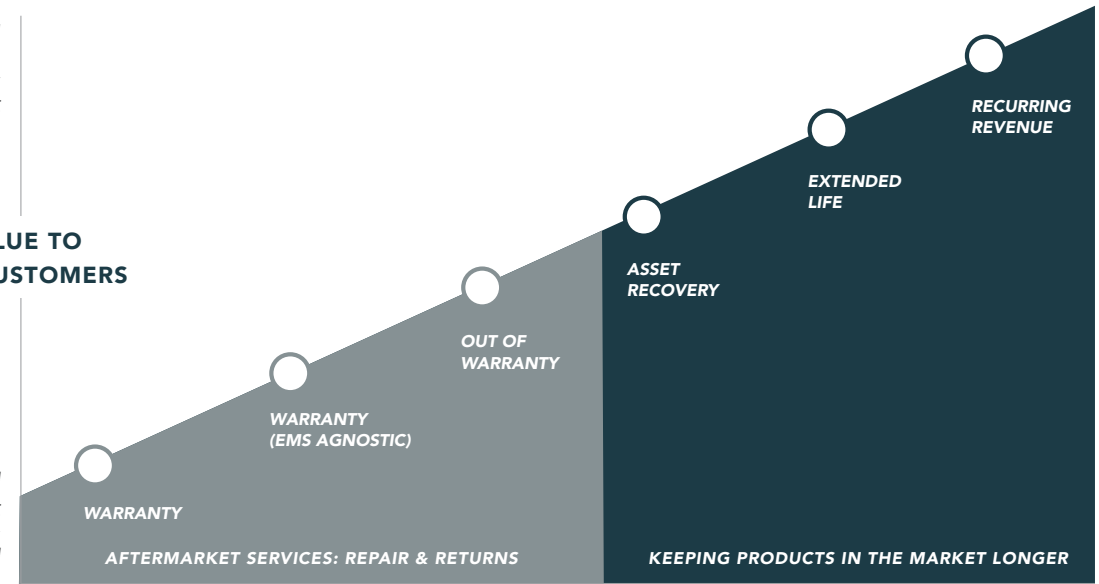 RECURRING
REVENUE
EXTENDED
LIFE
LUE TO
USTOMERS
ASSET
RECOVERY
OUT OF
WARRANTY
WARRANTY
(EMS AGNOSTIC)
WARRANTY
AFTERMARKET SERVICES: REPAIR & RETURNS
KEEPING PRODUCTS IN THE MARKET LONGER